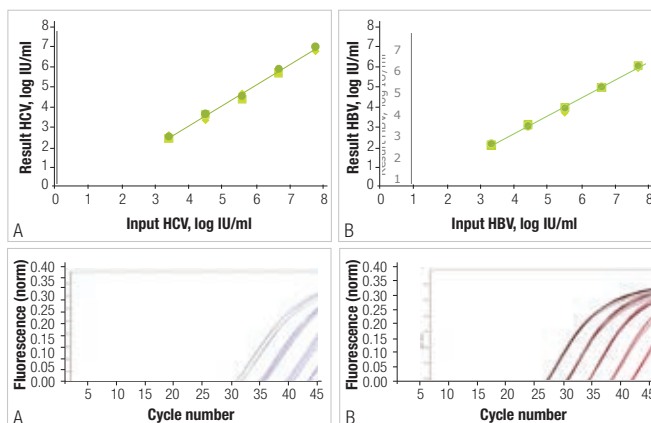 Result HCV, log IU/ml
8
7
6
5
4
3
2
1
0
0 1 2 3 4 5 6 7 8
Input HCV, log IU/ml
A
Result HBV, log IU/ml
8
7
6
5
4
3
2
1
0
Result HBV, log IU/ml
7
6
5
4
3
2
1
0 1 2 3 4 5 6 7 8
Input HBV, log IU/ml
B
Fluorescence (norm)
0.40
0.35
0.30
0.25
0.20
0.15
0.10
0.05
0.00
5 10 15 20 25 30 35 40 45
Cycle number
A
Fluorescence (norm)
0.40
0.35
0.30
0.25
0.20
0.15
0.10
0.05
0.00
5 10 15 20 25 30 35 40 45
Cycle number
B